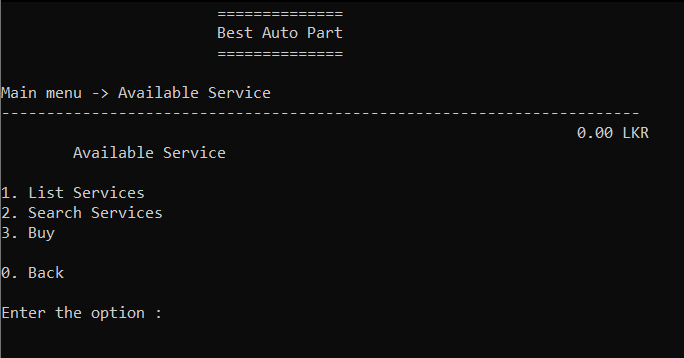 ==============
Best Auto Part
==============
Main menu -> Available Service
-----------------------------------------------------------------------
0.00 LKR
Available Service
1. List Services
2. Search Services
3. Buy
0. Back
Enter the option :